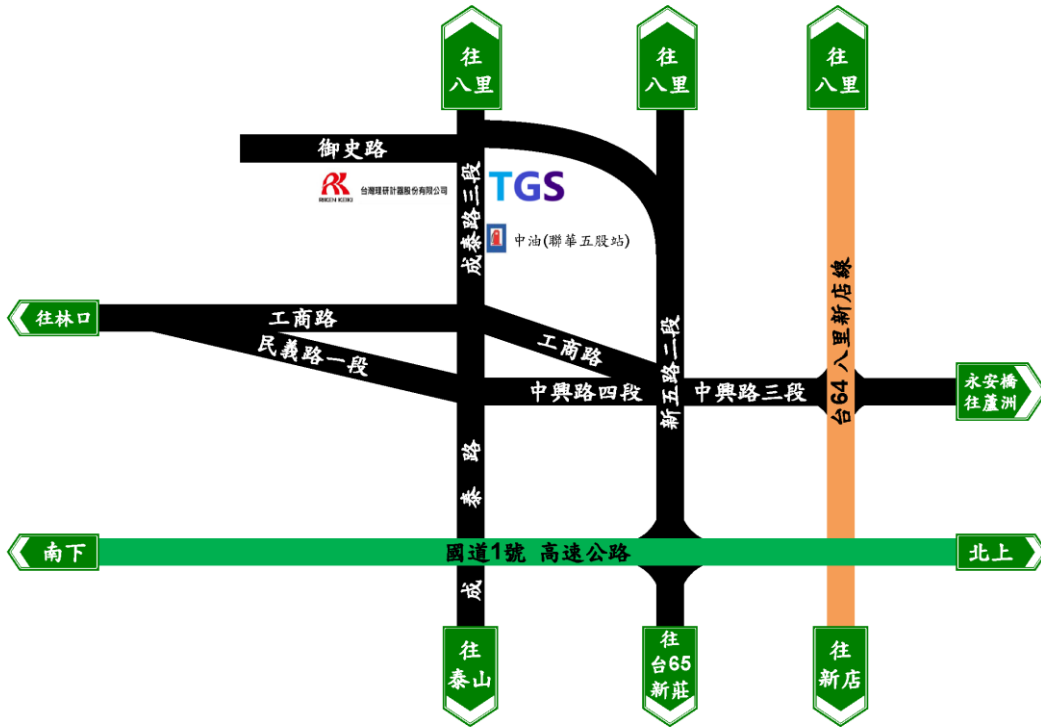 往
八里
往
八里
往
八里
御史路
成泰路三段
RIKEN KEIKI
台灣理研計器股份有限公司
TGS
中油(聯華五股站)
往林口
工商路
民義路一段
工商路
中興路四段
新五路二段
中興路三段
台64 八里新店線
永安橋
往蘆洲
南下
國道1號 高速公路
北上
成泰路
往
泰山
往
台65
新莊
往
新店